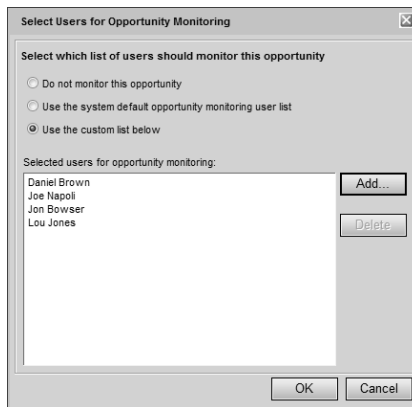 Select Users for Opportunity Monitoring
Select which list of users should monitor this opportunity
Do not monitor this opportunity
Use the system default opportunity monitoring user list
Use the custom list below
Selected users for opportunity monitoring:
Daniel Brown
Joe Napoli
Jon Bowser
Lou Jones
Add...
Delete
OK
Cancel